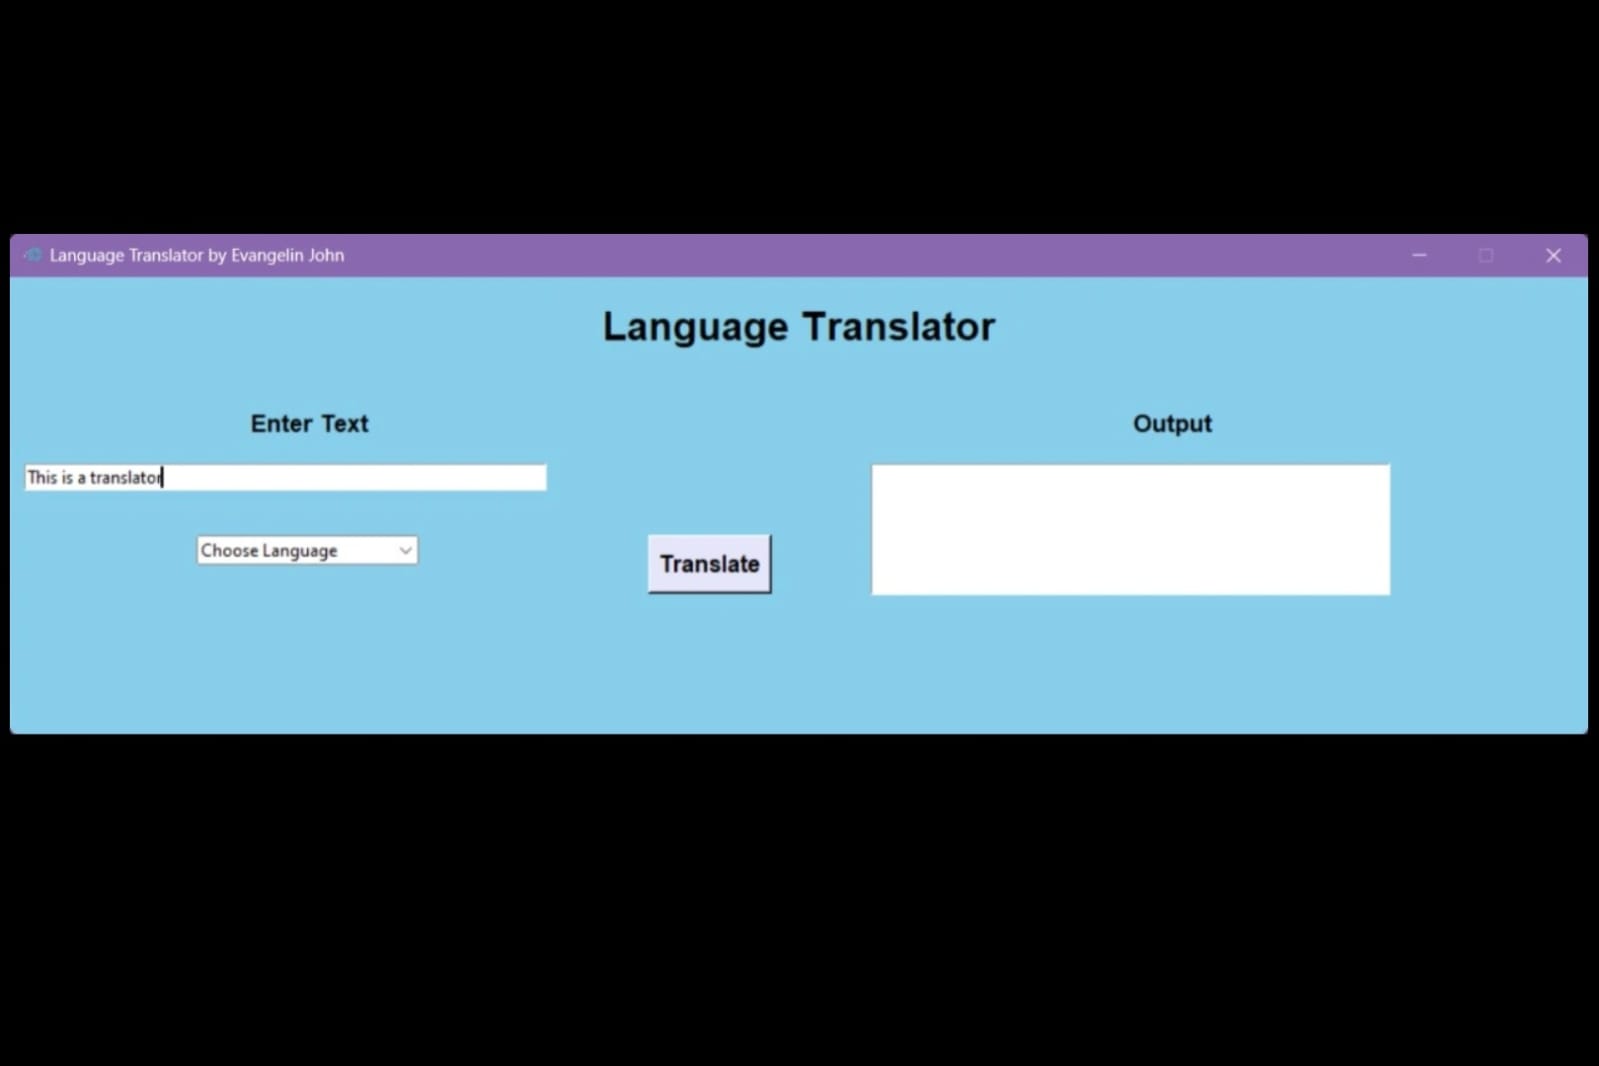 Language Translator by Evangelin John
Language Translator
Enter Text
Output
This is a translator
Choose Language
Translate